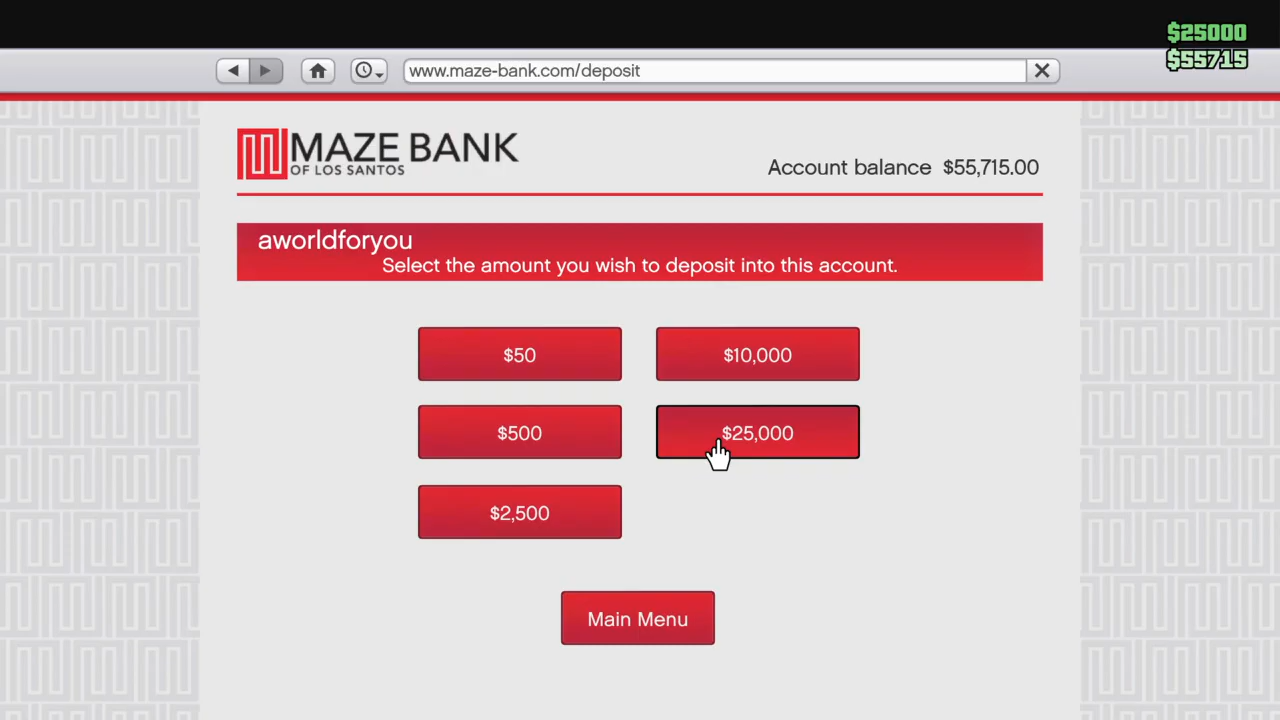 $25000
$55715
www.maze-bank.com/deposit
MAZE BANK
OF LOS SANTOS
Account balance $55,715.00
aworldforyou
Select the amount you wish to deposit into this account.
$50
$10,000
$500
$25,000
$2,500
Main Menu